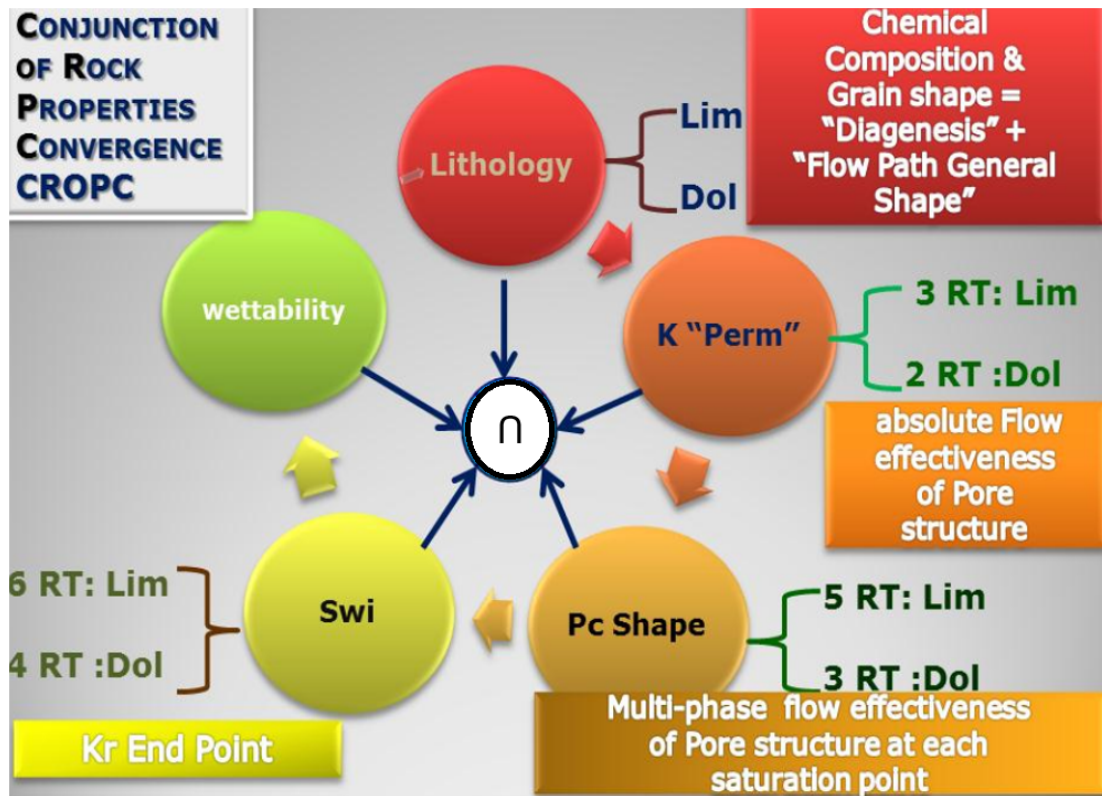 CONJUNCTION
OF ROCK
PROPERTIES
CONVERGENCE
CROPC
Chemical
Composition &
Grain shape =
"Diagenesis" +
"Flow Path General
Shape"
Lithology
Lim
Dol
wettability
K "Perm"
3 RT: Lim
2 RT :Dol
∩
absolute Flow
effectiveness
of Pore
structure
Swi
6 RT: Lim
4 RT :Dol
Pc Shape
5 RT: Lim
3 RT :Dol
Kr End Point
Multi-phase flow effectiveness
of Pore structure at each
saturation point